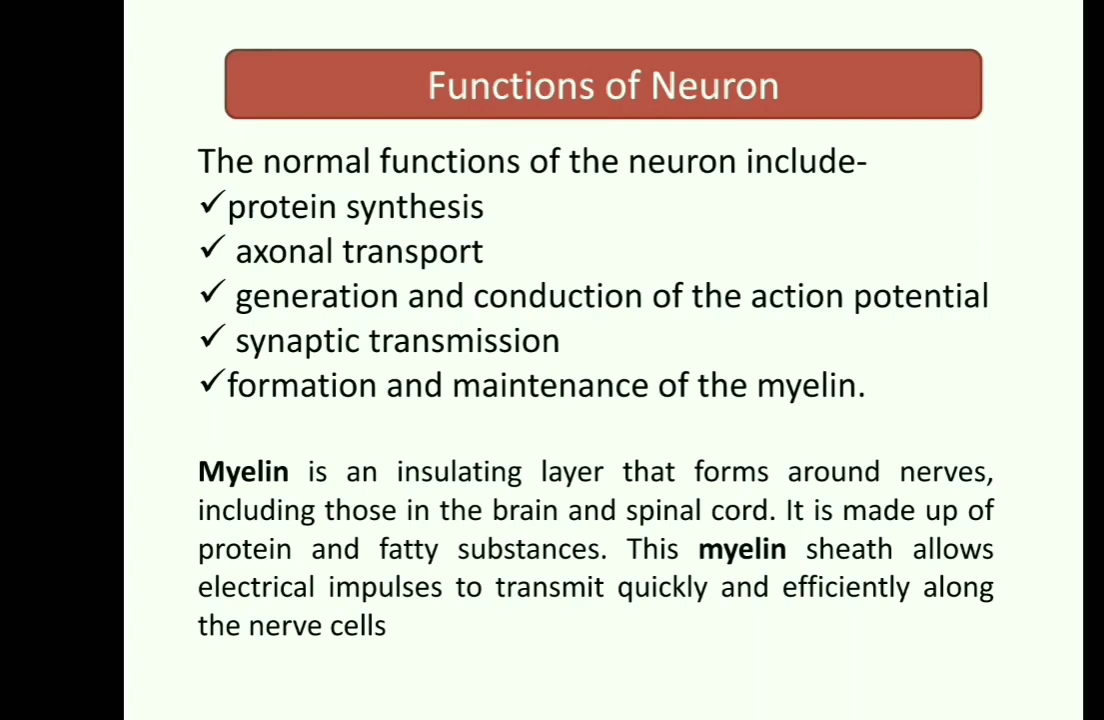 Functions of Neuron
The normal functions of the neuron include-
✓protein synthesis
✓ axonal transport
✓ generation and conduction of the action potential
✓ synaptic transmission
✓formation and maintenance of the myelin.
Myelin is an insulating layer that forms around nerves,
including those in the brain and spinal cord. It is made up of
protein and fatty substances. This myelin sheath allows
electrical impulses to transmit quickly and efficiently along
the nerve cells